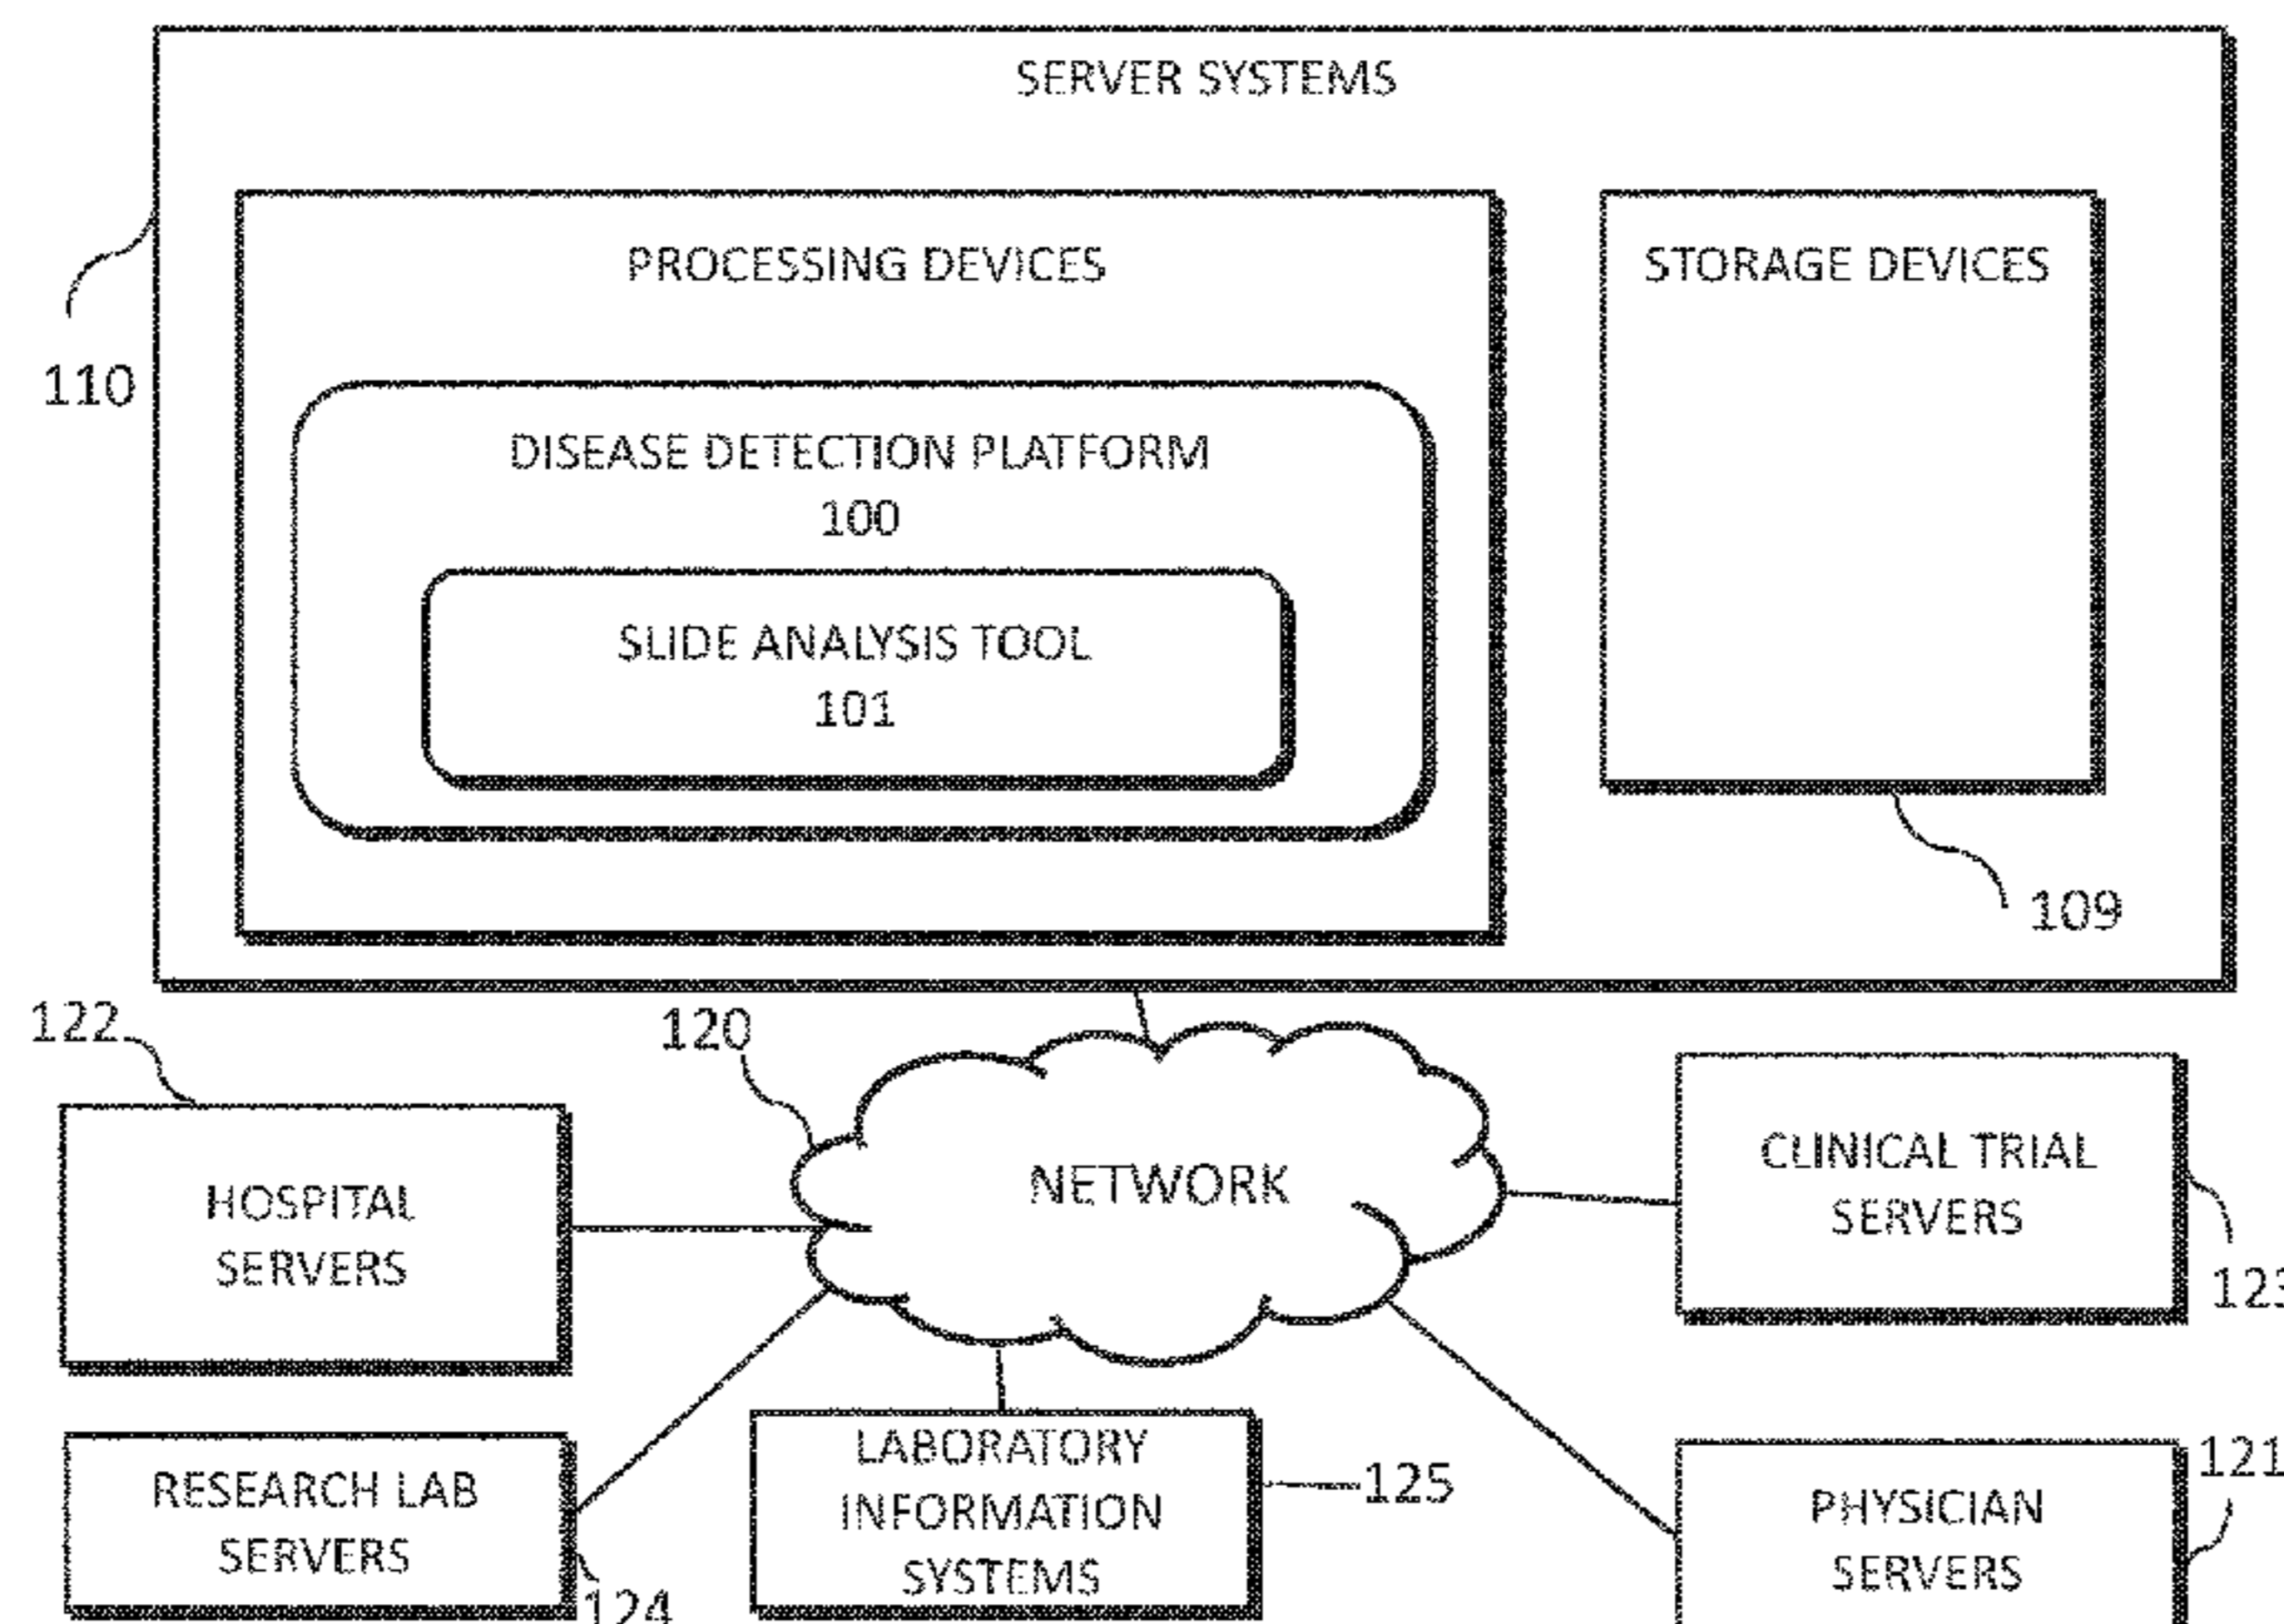 SERVER SYSTEMS
PROCESSING DEVICES
STORAGE DEVICES
110
DISEASE DETECTION PLATFORM
100
SLIDE ANALYSIS TOOL
101
109
122
120
NETWORK
CLINICAL TRIAL
SERVERS
HOSPITAL
SERVERS
123
RESEARCH LAB
SERVERS
124
LABORATORY
INFORMATION
SYSTEMS
125
121
PHYSICIAN
SERVERS